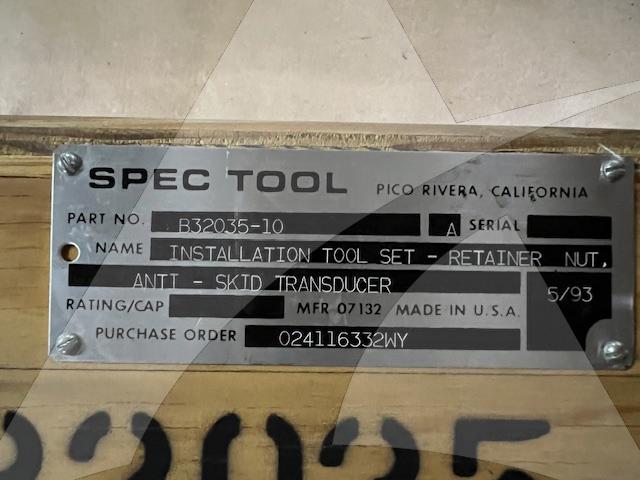 SPEC TOOL PICO RIVERA, CALIFORNIA
PART NO. B32035-10 A SERIAL
NAME INSTALLATION TOOL SET - RETAINER NUT,
ANTI - SKID TRANSDUCER
5/93
RATING/CAP MFR 07132 MADE IN U.S.A.
PURCHASE ORDER 024116332WY